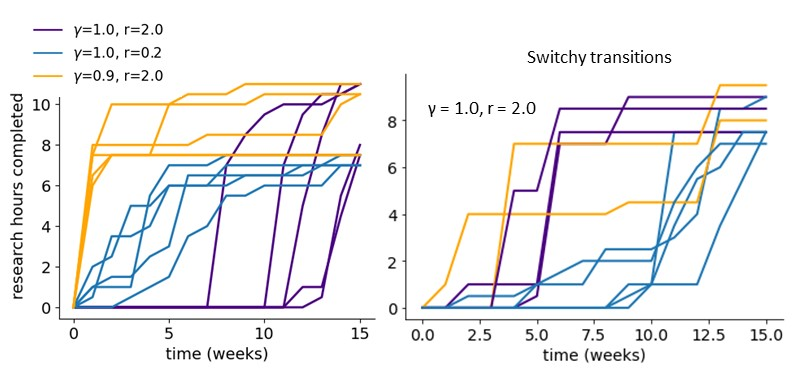 γ=1.0, r=2.0
γ=1.0, r=0.2
γ=0.9, r=2.0
research hours completed
10
8
6
4
2
0
0 5 10 15
time (weeks)
Switchy transitions
γ = 1.0, r = 2.0
8
6
4
2
0
0.0 2.5 5.0 7.5 10.0 12.5 15.0
time (weeks)